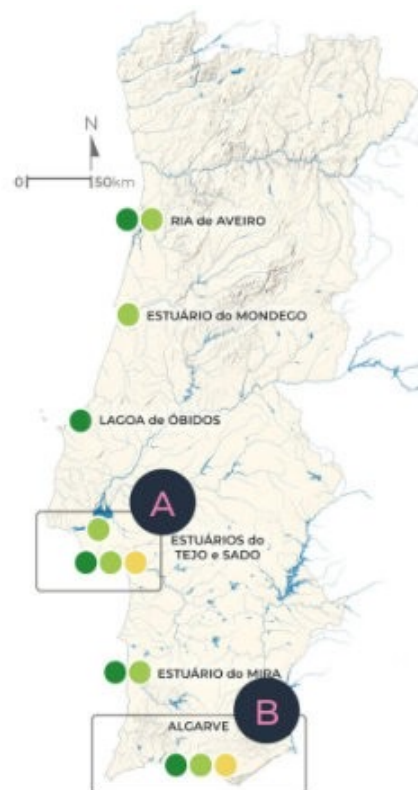 N
0 50km
RIA de AVEIRO
ESTUÁRIO do MONDEGO
LAGOA de ÓBIDOS
A
ESTUÁRIOS do
TEJO e SADO
ESTUÁRIO do MIRA
B
ALGARVE